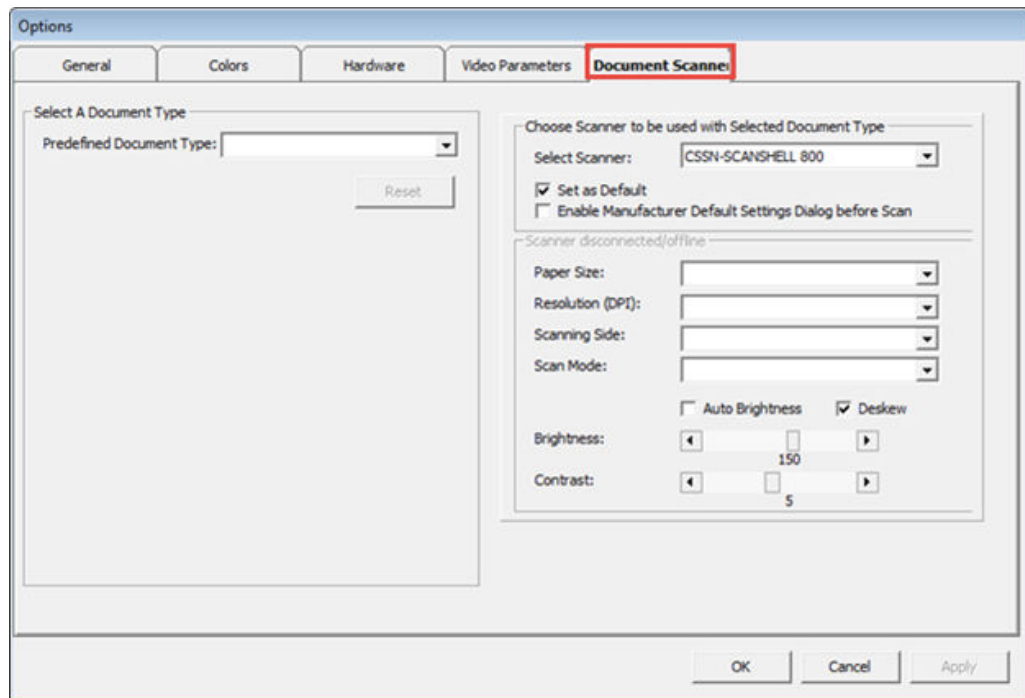 Options
General
Colors
Hardware
Video Parameters
Document Scanner
Select A Document Type
Predefined Document Type:
Reset
Choose Scanner to be used with Selected Document Type
Select Scanner:
CSSN-SCANSHELL 800
Set as Default
Enable Manufacturer Default Settings Dialog before Scan
Scanner disconnected/offline
Paper Size:
Resolution (DPI):
Scanning Side:
Scan Mode:
Auto Brightness
Deskew
Brightness:
150
Contrast:
5
OK
Cancel
Apply